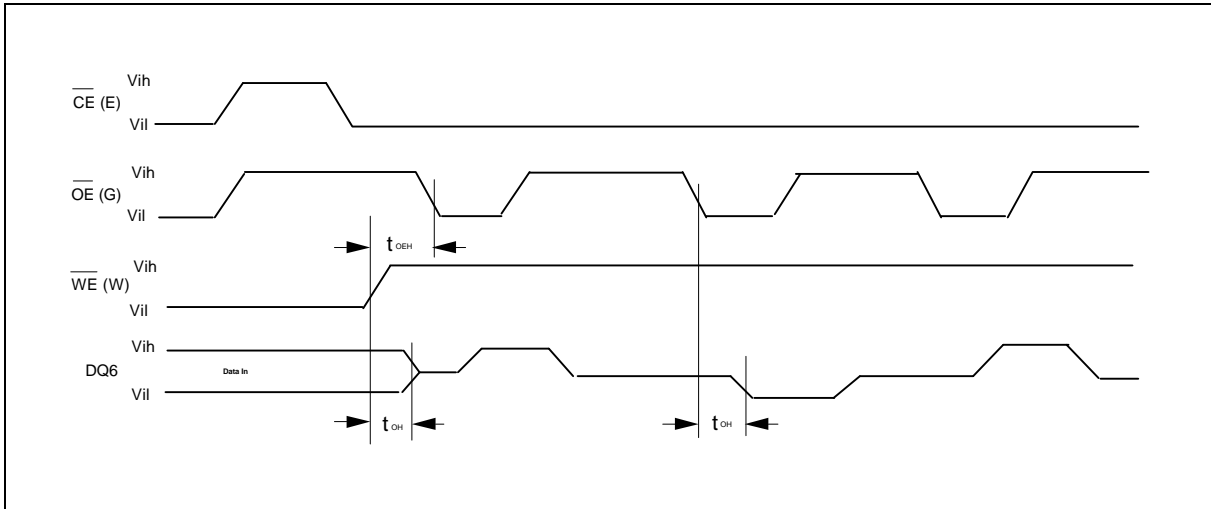 Vih
CE (E)
Vil
Vih
OE (G)
Vil
t OEH
Vih
WE (W)
Vil
Vih
DQ6
Data In
Vil
t OH
t OH